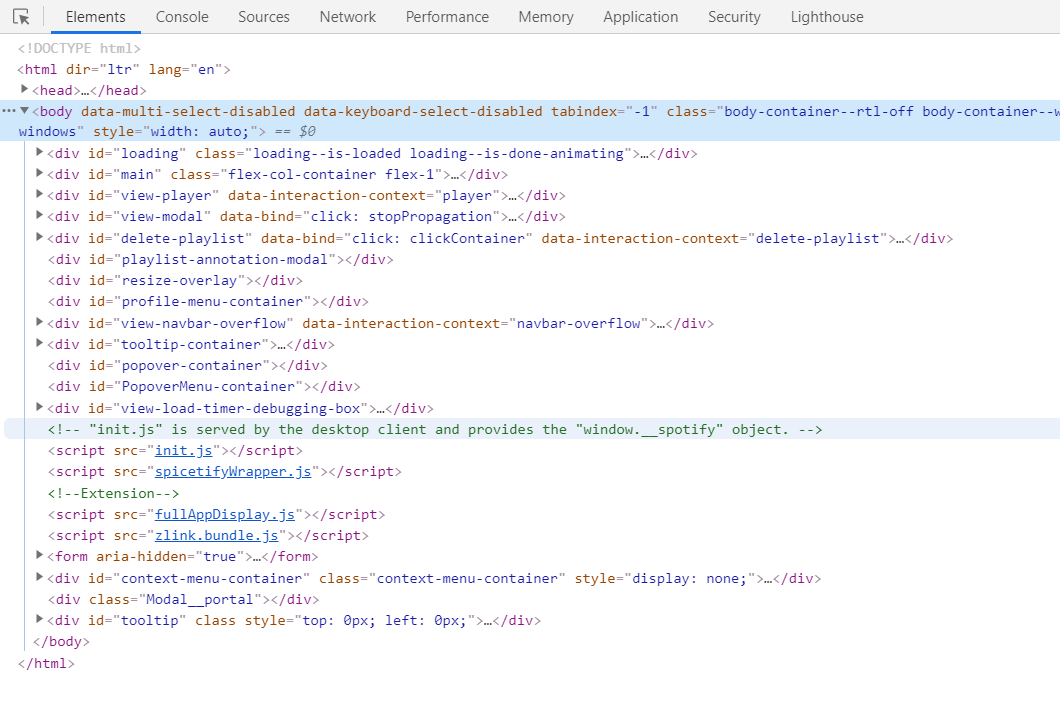 Elements Console Sources Network Performance Memory Application Security Lighthouse
<!DOCTYPE html>
<html dir="ltr" lang="en">
<head>…</head>
<body data-multi-select-disabled data-keyboard-select-disabled tabindex="-1" class="body-container--rtl-off body-container--w
windows" style="width: auto;"> == $0
<div id="loading" class="loading--is-loaded loading--is-done-animating">…</div>
<div id="main" class="flex-col-container flex-1">…</div>
<div id="view-player" data-interaction-context="player">…</div>
<div id="view-modal" data-bind="click: stopPropagation">…</div>
<div id="delete-playlist" data-bind="click: clickContainer" data-interaction-context="delete-playlist">…</div>
<div id="playlist-annotation-modal"></div>
<div id="resize-overlay"></div>
<div id="profile-menu-container"></div>
<div id="view-navbar-overflow" data-interaction-context="navbar-overflow">…</div>
<div id="tooltip-container">…</div>
<div id="popover-container"></div>
<div id="PopoverMenu-container"></div>
<div id="view-load-timer-debugging-box">…</div>
<!-- "init.js" is served by the desktop client and provides the "window.__spotify" object. -->
<script src="init.js"></script>
<script src="spicetifyWrapper.js"></script>
<!--Extension-->
<script src="fullAppDisplay.js"></script>
<script src="zlink.bundle.js"></script>
<form aria-hidden="true">…</form>
<div id="context-menu-container" class="context-menu-container" style="display: none;">…</div>
<div class="Modal__portal"></div>
<div id="tooltip" class style="top: 0px; left: 0px;">…</div>
</body>
</html>